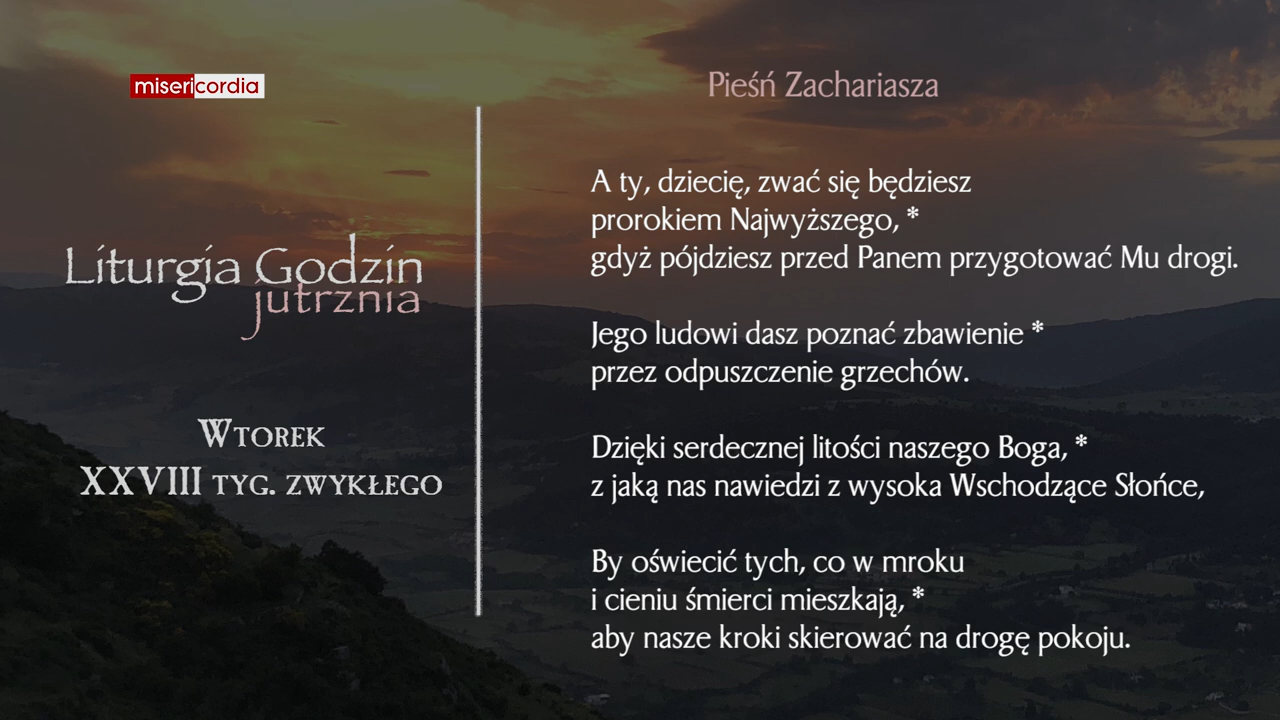 misericordia
Liturgia Godzin
jutrznia
Wtorek
XXVIII tyg. zwykłego
Pieśń Zachariasza
A ty, dziecię, zwać się będziesz
prorokiem Najwyższego, *
gdyż pójdziesz przed Panem przygotować Mu drogi.
Jego ludowi dasz poznać zbawienie *
przez odpuszczenie grzechów.
Dzięki serdecznej litości naszego Boga, *
z jaką nas nawiedzi z wysoka Wschodzące Słońce,
By oświecić tych, co w mroku
i cieniu śmierci mieszkają, *
aby nasze kroki skierować na drogę pokoju.